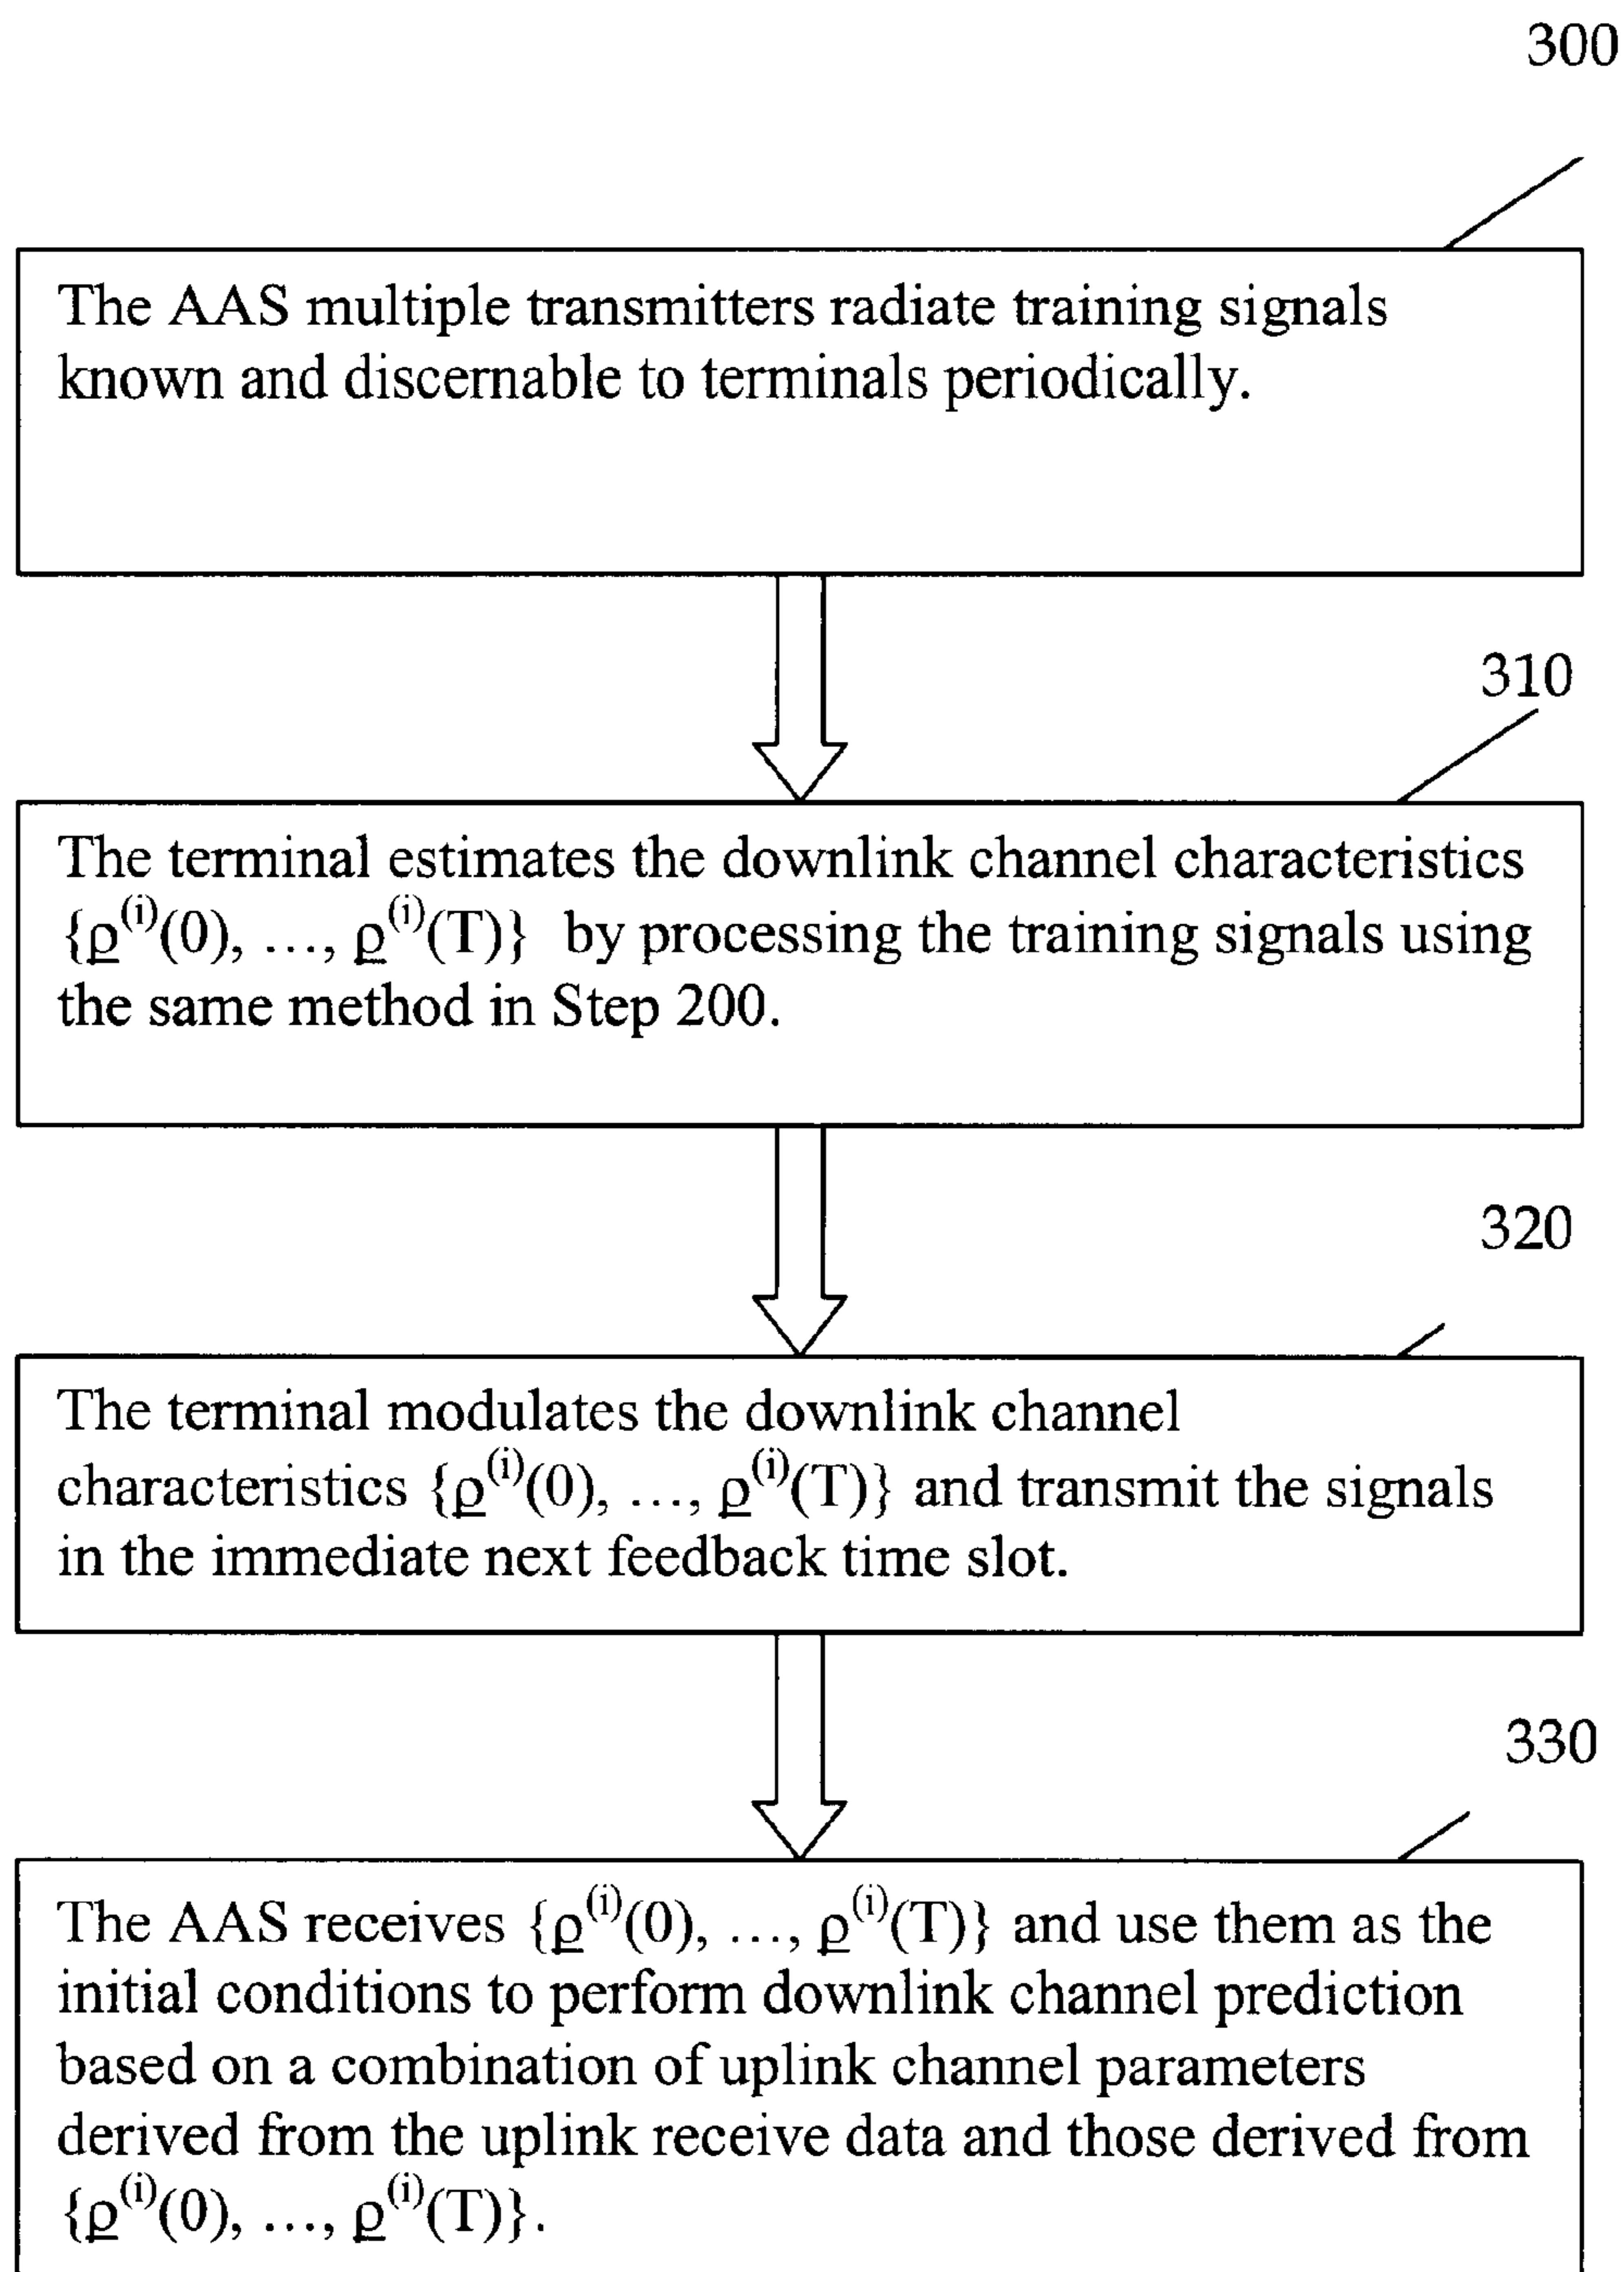 300
The AAS multiple transmitters radiate training signals
known and discernable to terminals periodically.
310
The terminal estimates the downlink channel characteristics
{ρ̲⁽ⁱ⁾(0), …, ρ̲⁽ⁱ⁾(T)} by processing the training signals using
the same method in Step 200.
320
The terminal modulates the downlink channel
characteristics {ρ̲⁽ⁱ⁾(0), …, ρ̲⁽ⁱ⁾(T)} and transmit the signals
in the immediate next feedback time slot.
330
The AAS receives {ρ̲⁽ⁱ⁾(0), …, ρ̲⁽ⁱ⁾(T)} and use them as the
initial conditions to perform downlink channel prediction
based on a combination of uplink channel parameters
derived from the uplink receive data and those derived from
{ρ̲⁽ⁱ⁾(0), …, ρ̲⁽ⁱ⁾(T)}.